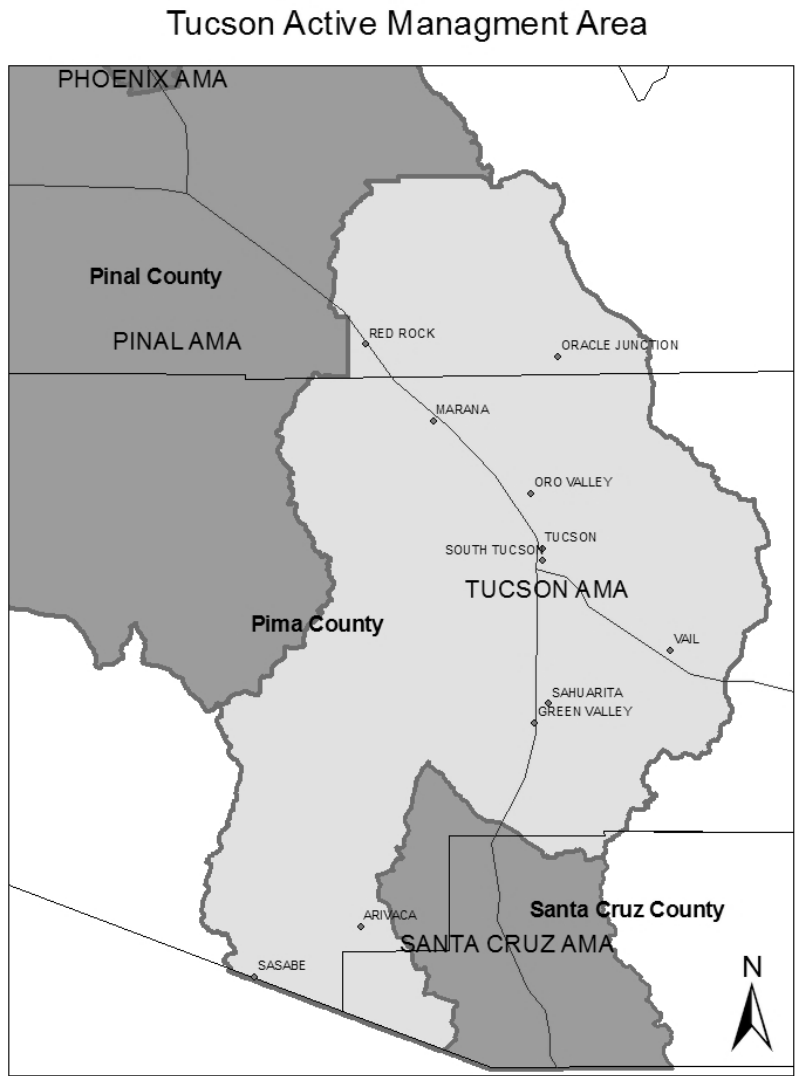 Tucson Active Managment Area
PHOENIX AMA
Pinal County
RED ROCK
PINAL AMA
ORACLE JUNCTION
MARANA
ORO VALLEY
TUCSON
SOUTH TUCSON
TUCSON AMA
Pima County
VAIL
SAHUARITA
GREEN VALLEY
Santa Cruz County
ARIVACA
SANTA CRUZ AMA
SASABE
N